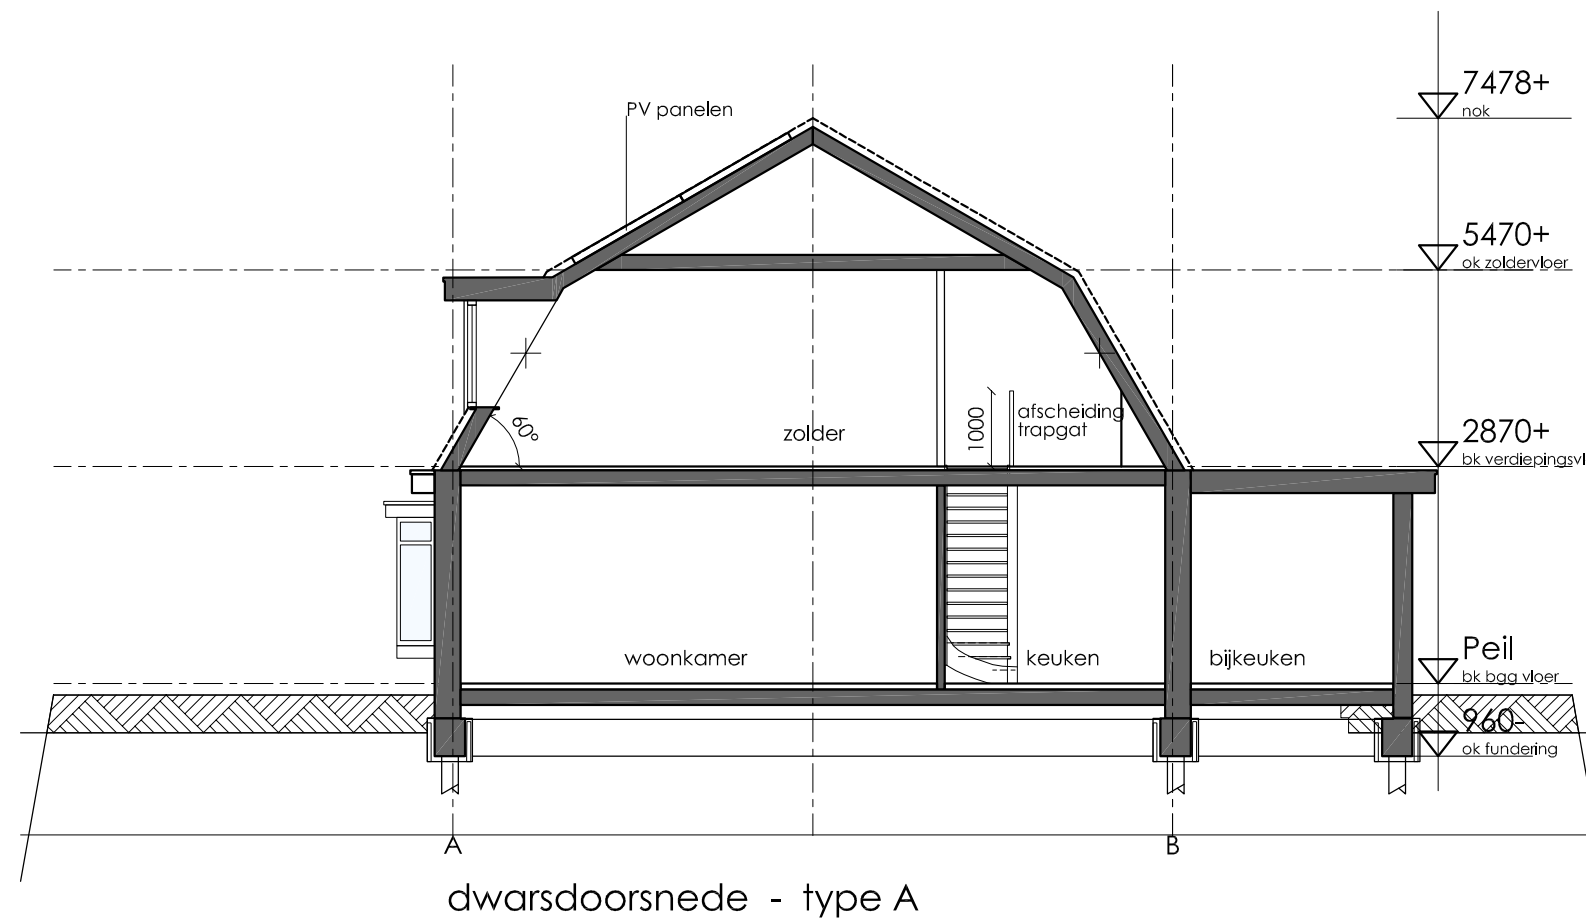 7478+
nok
PV panelen
5470+
ok zoldervloer
60°
zolder
1000
afscheiding
trapgat
2870+
bk verdiepingsvl
woonkamer
keuken
bijkeuken
Peil
bk bgg vloer
960-
ok fundering
A
B
dwarsdoorsnede - type A